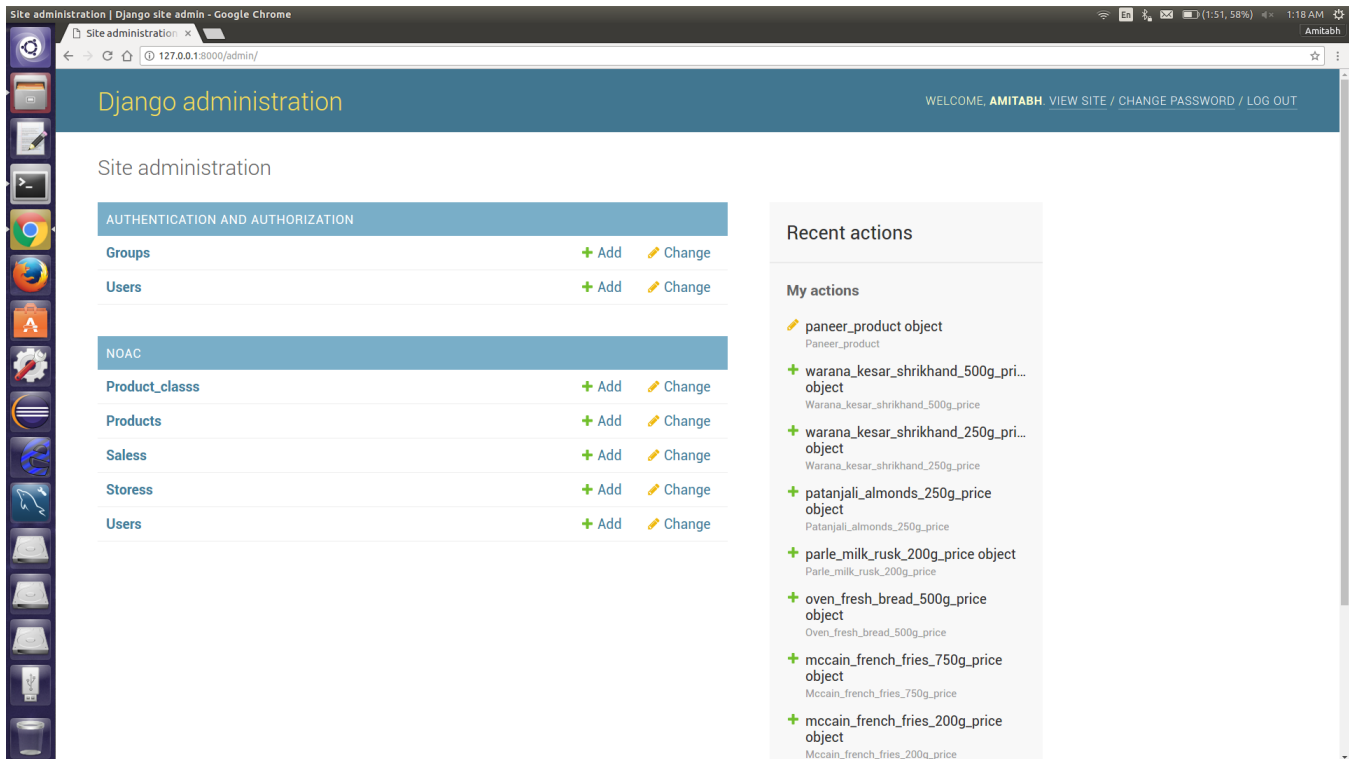 Site administration | Django site admin - Google Chrome
En
(1:51, 58%)
1:18 AM
Site administration
Amitabh
127.0.0.1:8000/admin/
Django administration
WELCOME, AMITABH. VIEW SITE / CHANGE PASSWORD / LOG OUT
Site administration
AUTHENTICATION AND AUTHORIZATION
Groups Add Change
Users Add Change
NOAC
Product_classs Add Change
Products Add Change
Saless Add Change
Storess Add Change
Users Add Change
Recent actions
My actions
paneer_product object
Paneer_product
warana_kesar_shrikhand_500g_pri...
object
Warana_kesar_shrikhand_500g_price
warana_kesar_shrikhand_250g_pri...
object
Warana_kesar_shrikhand_250g_price
patanjali_almonds_250g_price
object
Patanjali_almonds_250g_price
parle_milk_rusk_200g_price object
Parle_milk_rusk_200g_price
oven_fresh_bread_500g_price
object
Oven_fresh_bread_500g_price
mccain_french_fries_750g_price
object
Mccain_french_fries_750g_price
mccain_french_fries_200g_price
object
Mccain_french_fries_200g_price